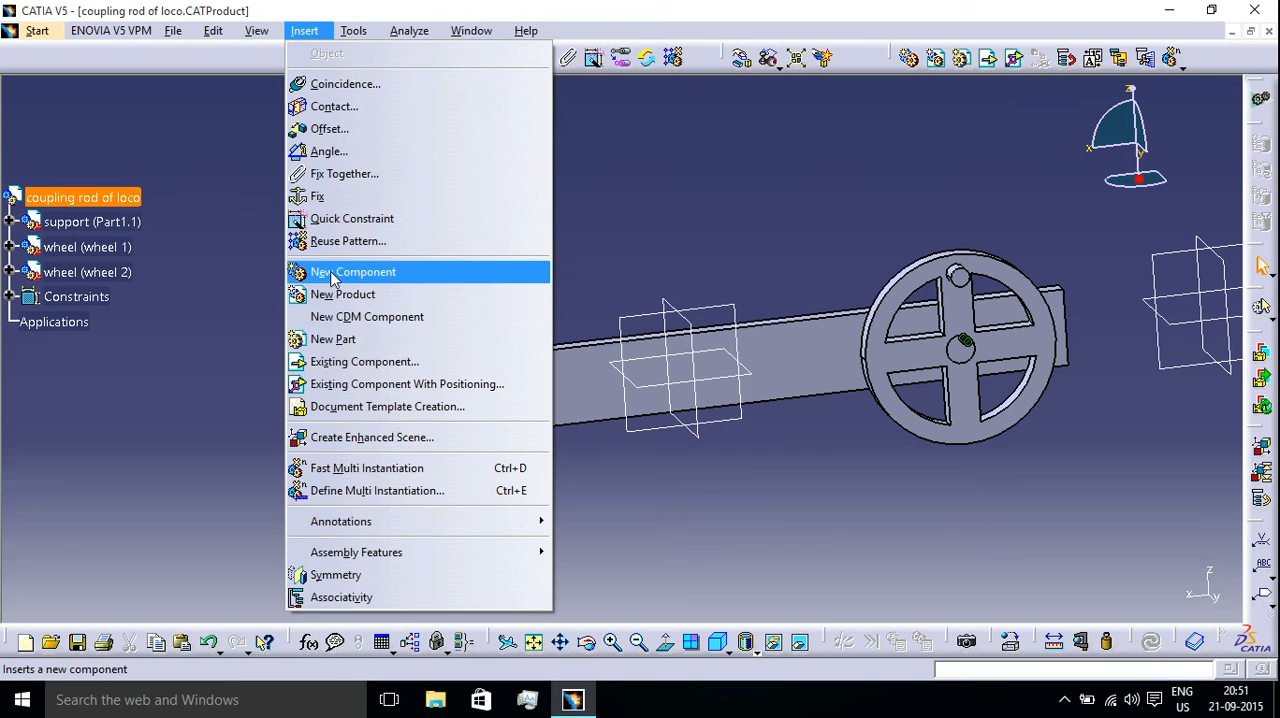 CATIA V5 - [coupling rod of loco.CATProduct]
Start ENOVIA V5 VPM File Edit View Insert Tools Analyze Window Help
Object
Coincidence...
Contact...
Offset...
Angle...
Fix Together...
Fix
Quick Constraint
Reuse Pattern...
New Component
New Product
New CDM Component
New Part
Existing Component...
Existing Component With Positioning...
Document Template Creation...
Create Enhanced Scene...
Fast Multi Instantiation Ctrl+D
Define Multi Instantiation... Ctrl+E
Annotations
Assembly Features
Symmetry
Associativity
coupling rod of loco
support (Part1.1)
wheel (wheel 1)
wheel (wheel 2)
Constraints
Applications
z
x
y
z
x
y
ABC
f(x)
CATIA
Inserts a new component
Search the web and Windows
ENG
US
20:51
21-09-2015